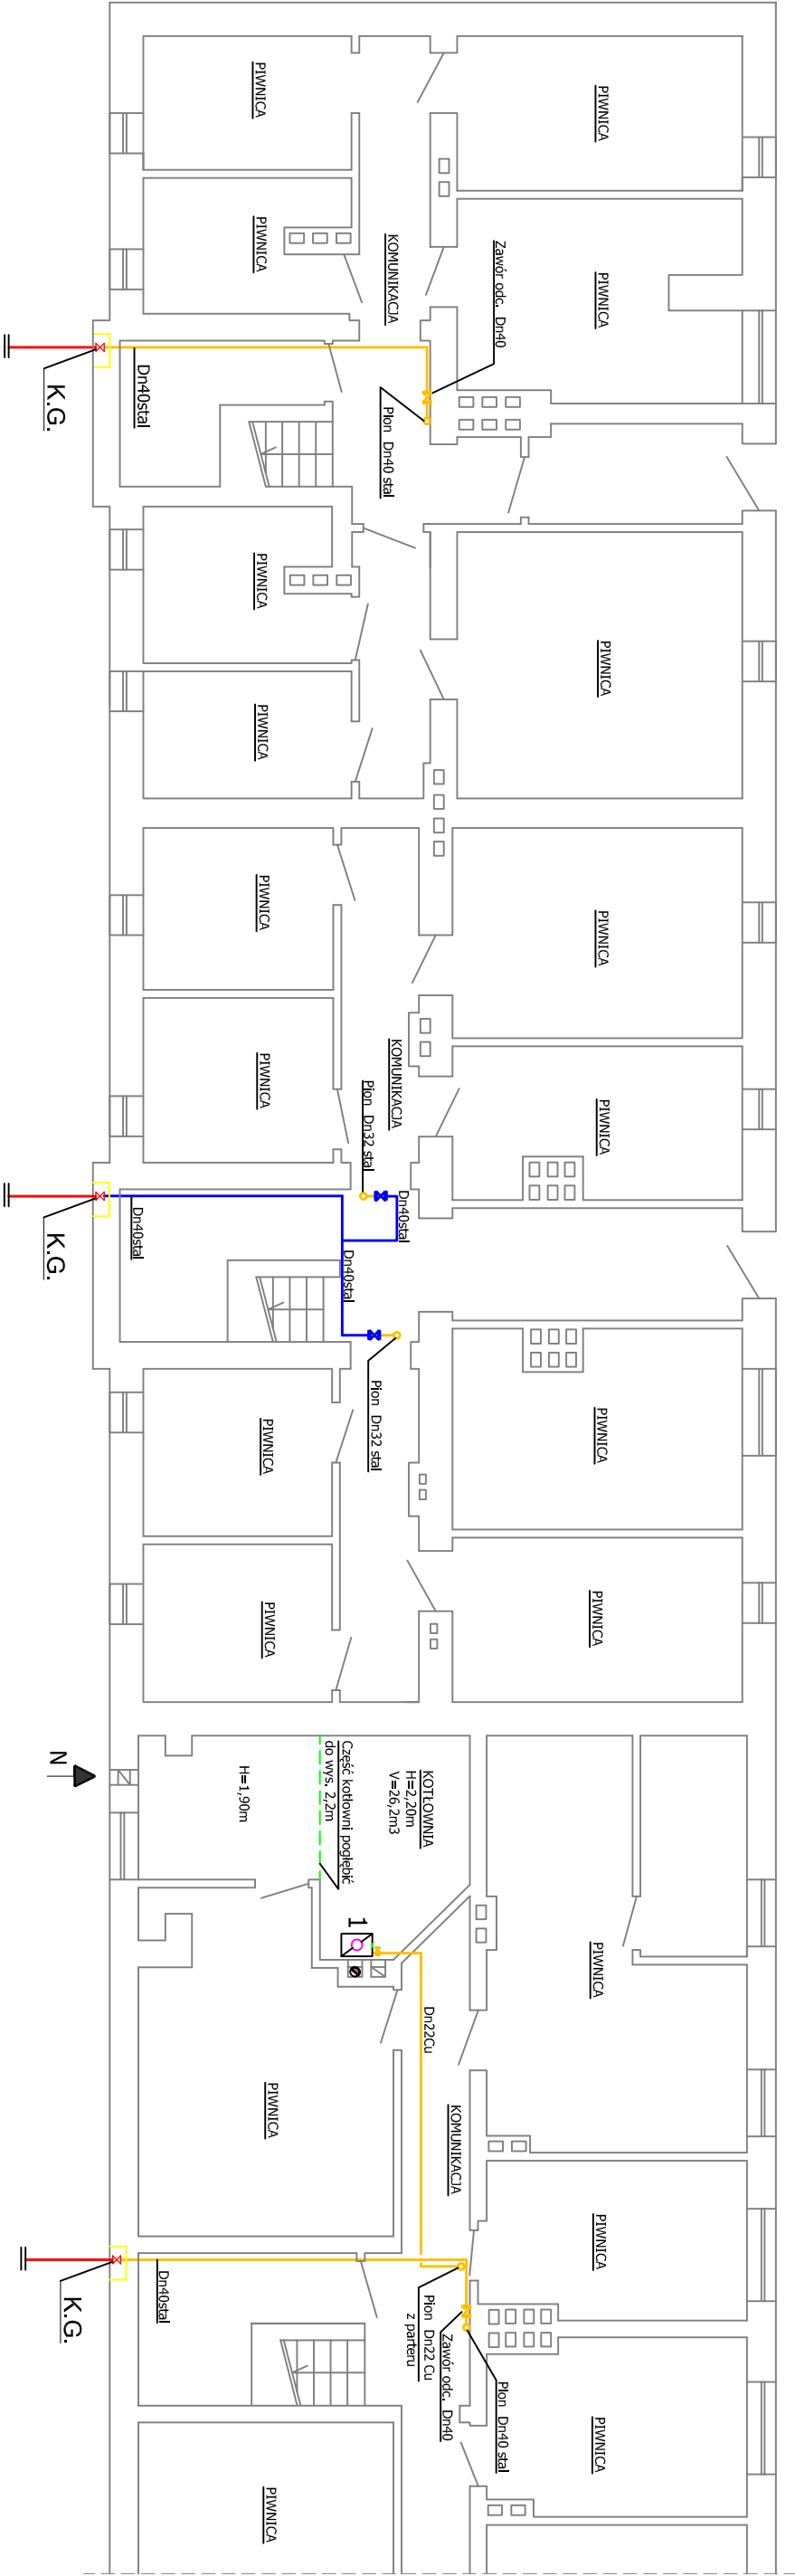 PIWNICA
PIWNICA
PIWNICA
PIWNICA
KOMUNIKACJA
Zawór odc. Dn40
K.G.
Dn40stal
Pion Dn40 stal
PIWNICA
PIWNICA
PIWNICA
PIWNICA
PIWNICA
PIWNICA
KOMUNIKACJA
PIWNICA
Pion Dn32 stal
K.G.
Dn40stal
Dn40stal
Dn40stal
Pion Dn32 stal
PIWNICA
PIWNICA
PIWNICA
PIWNICA
N
H=1,90m
Część kotłowni pogłębić
do wys. 2,2m
KOTŁOWNIA
H=2,20m
V=26,2m3
1
PIWNICA
Dn22Cu
PIWNICA
KOMUNIKACJA
PIWNICA
K.G.
Dn40stal
Pion Dn22 Cu
z parteru
Zawór odc. Dn40
Pion Dn40 stal
PIWNICA
PIWNICA